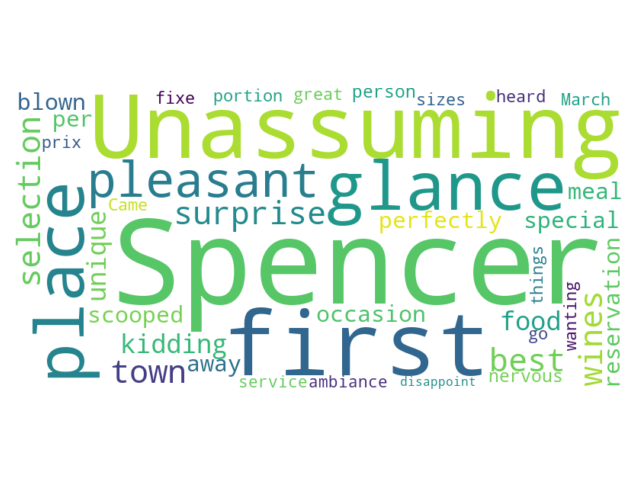 blown
fixe
portion
great
person
sizes
heard
March
per
Unassuming
prix
selection
pleasant
glance
meal
Came
surprise
perfectly
special
place
unique
Spencer
things
reservation
scooped
first
occasion
food
go
wanting
wines
kidding
town
away
best
service
ambiance
disappoint
nervous